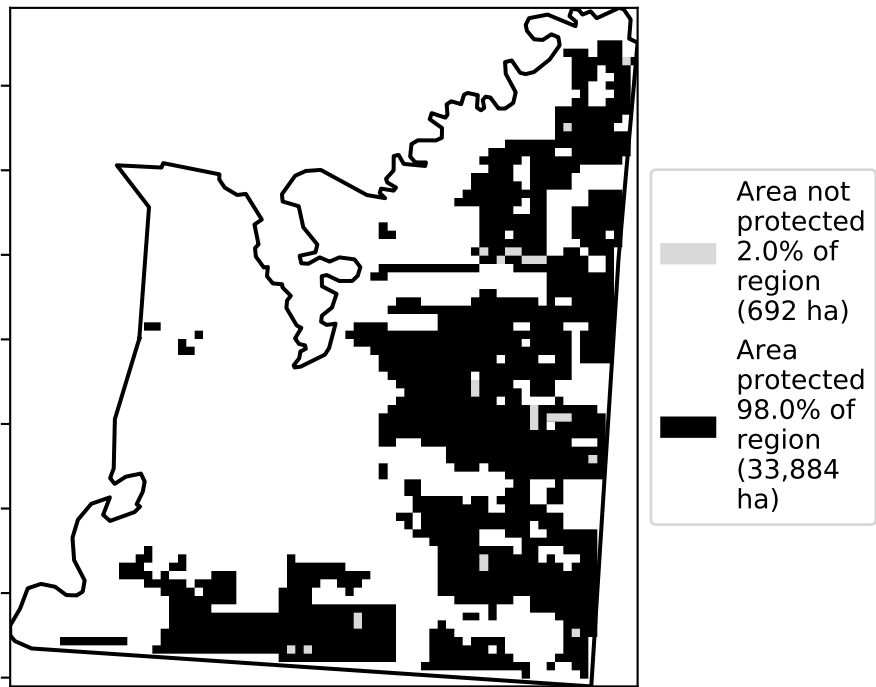 Area not
protected
2.0% of
region
(692 ha)
Area
protected
98.0% of
region
(33,884
ha)